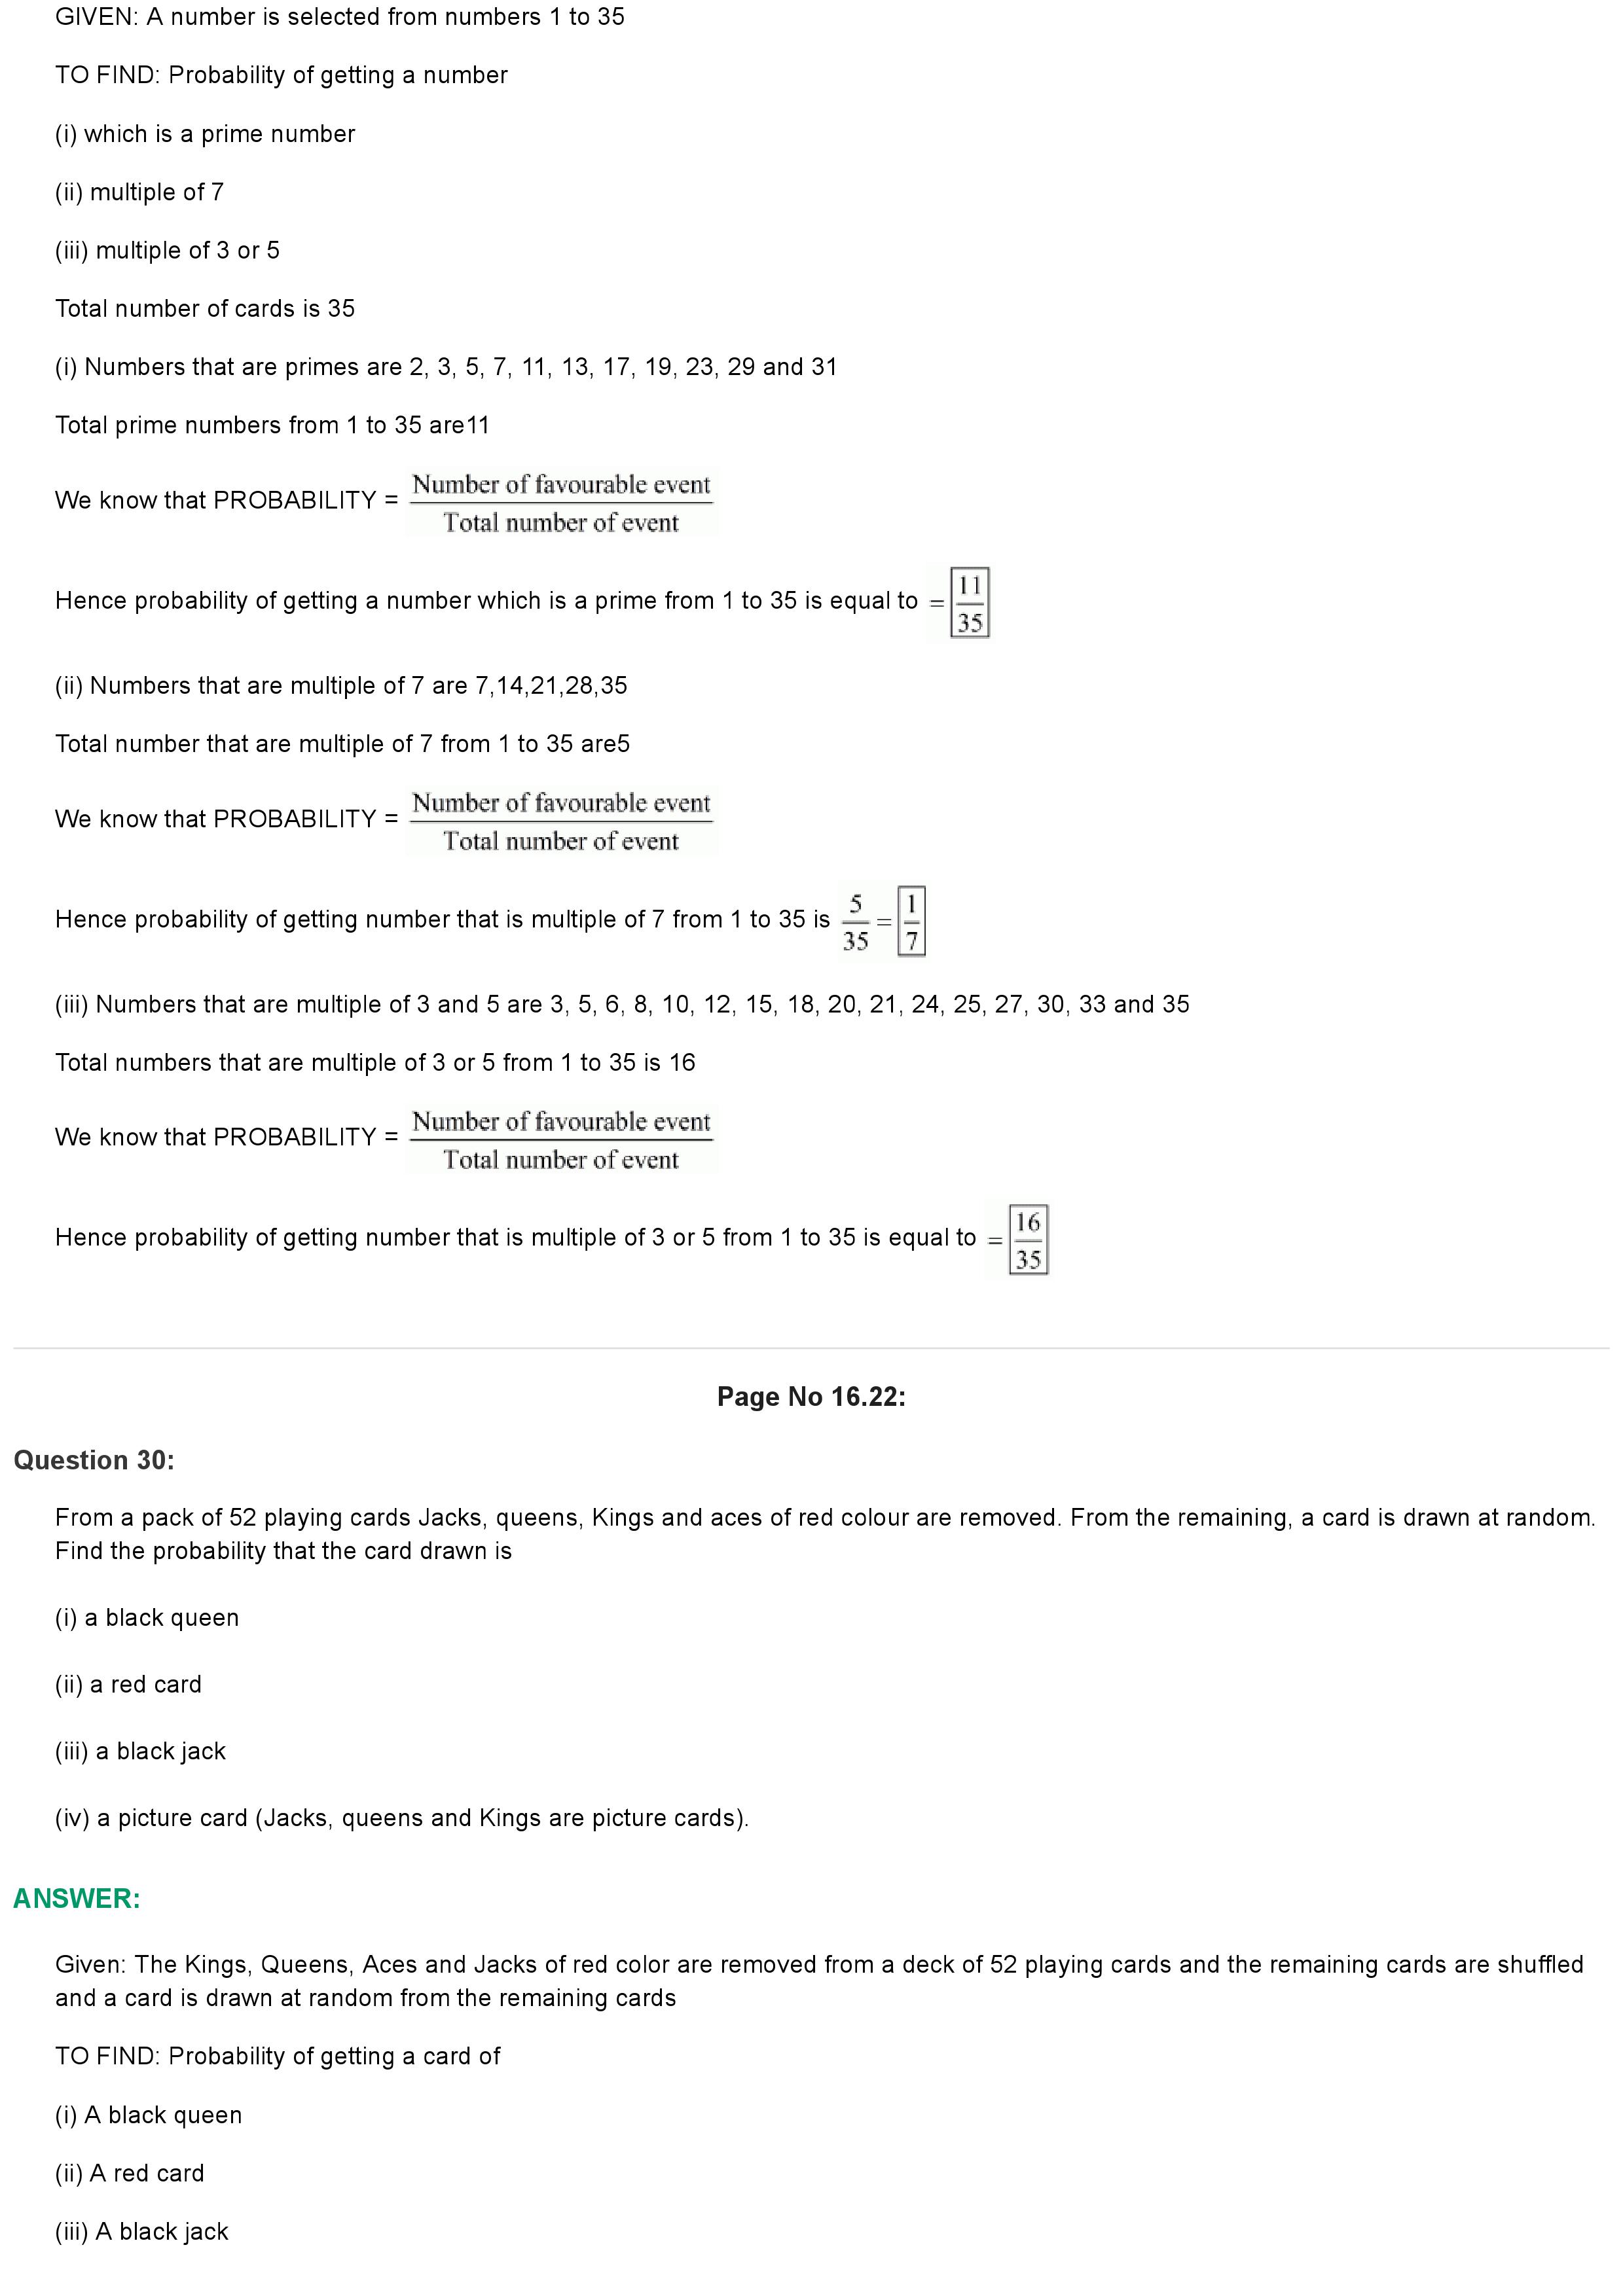 GIVEN: A number is selected from numbers 1 to 35
TO FIND: Probability of getting a number
(i) which is a prime number
(ii) multiple of 7
(iii) multiple of 3 or 5
Total number of cards is 35
(i) Numbers that are primes are 2, 3, 5, 7, 11, 13, 17, 19, 23, 29 and 31
Total prime numbers from 1 to 35 are11
We know that PROBABILITY = Number of favourable event / Total number of event
Hence probability of getting a number which is a prime from 1 to 35 is equal to = 11/35
(ii) Numbers that are multiple of 7 are 7,14,21,28,35
Total number that are multiple of 7 from 1 to 35 are5
We know that PROBABILITY = Number of favourable event / Total number of event
Hence probability of getting number that is multiple of 7 from 1 to 35 is 5/35 = 1/7
(iii) Numbers that are multiple of 3 and 5 are 3, 5, 6, 8, 10, 12, 15, 18, 20, 21, 24, 25, 27, 30, 33 and 35
Total numbers that are multiple of 3 or 5 from 1 to 35 is 16
We know that PROBABILITY = Number of favourable event / Total number of event
Hence probability of getting number that is multiple of 3 or 5 from 1 to 35 is equal to = 16/35
Page No 16.22:
Question 30:
From a pack of 52 playing cards Jacks, queens, Kings and aces of red colour are removed. From the remaining, a card is drawn at random.
Find the probability that the card drawn is
(i) a black queen
(ii) a red card
(iii) a black jack
(iv) a picture card (Jacks, queens and Kings are picture cards).
ANSWER:
Given: The Kings, Queens, Aces and Jacks of red color are removed from a deck of 52 playing cards and the remaining cards are shuffled
and a card is drawn at random from the remaining cards
TO FIND: Probability of getting a card of
(i) A black queen
(ii) A red card
(iii) A black jack